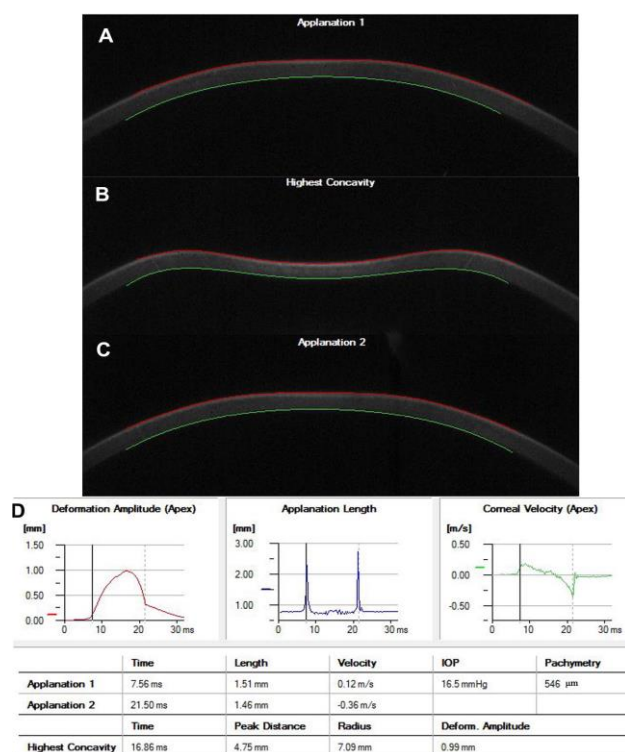 A
Applanation 1
B
Highest Concavity
C
Applanation 2
D
Deformation Amplitude (Apex) Applanation Length Corneal Velocity (Apex)
[mm] [mm] [m/s]
1.50 3.00 0.50
1.00 2.00 0.00
0.50 1.00 -0.50
0.00
0 10 20 30 ms 0 10 20 30 ms 0 10 20 30 ms
Time Length Velocity IOP Pachymetry
Applanation 1 7.56 ms 1.51 mm 0.12 m/s 16.5 mmHg 546 μm
Applanation 2 21.50 ms 1.46 mm -0.36 m/s
Time Peak Distance Radius Deform. Amplitude
Highest Concavity 16.86 ms 4.75 mm 7.09 mm 0.99 mm